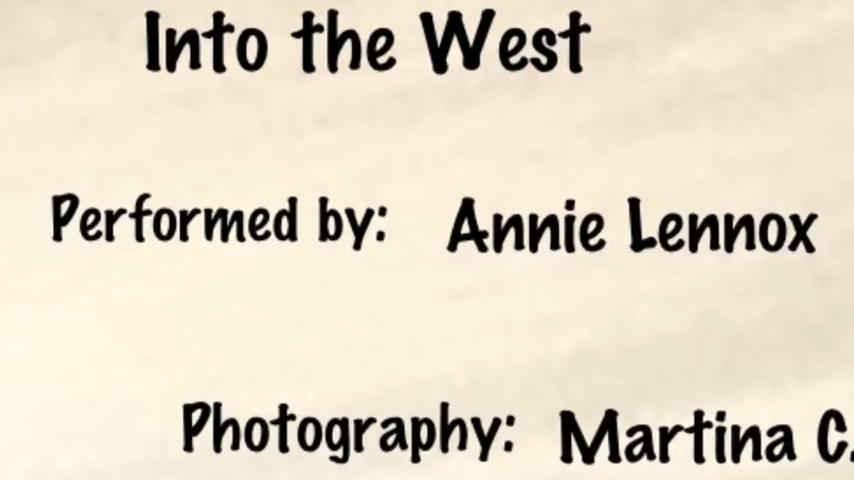 Into the West
Performed by: Annie Lennox
Photography: Martina C.